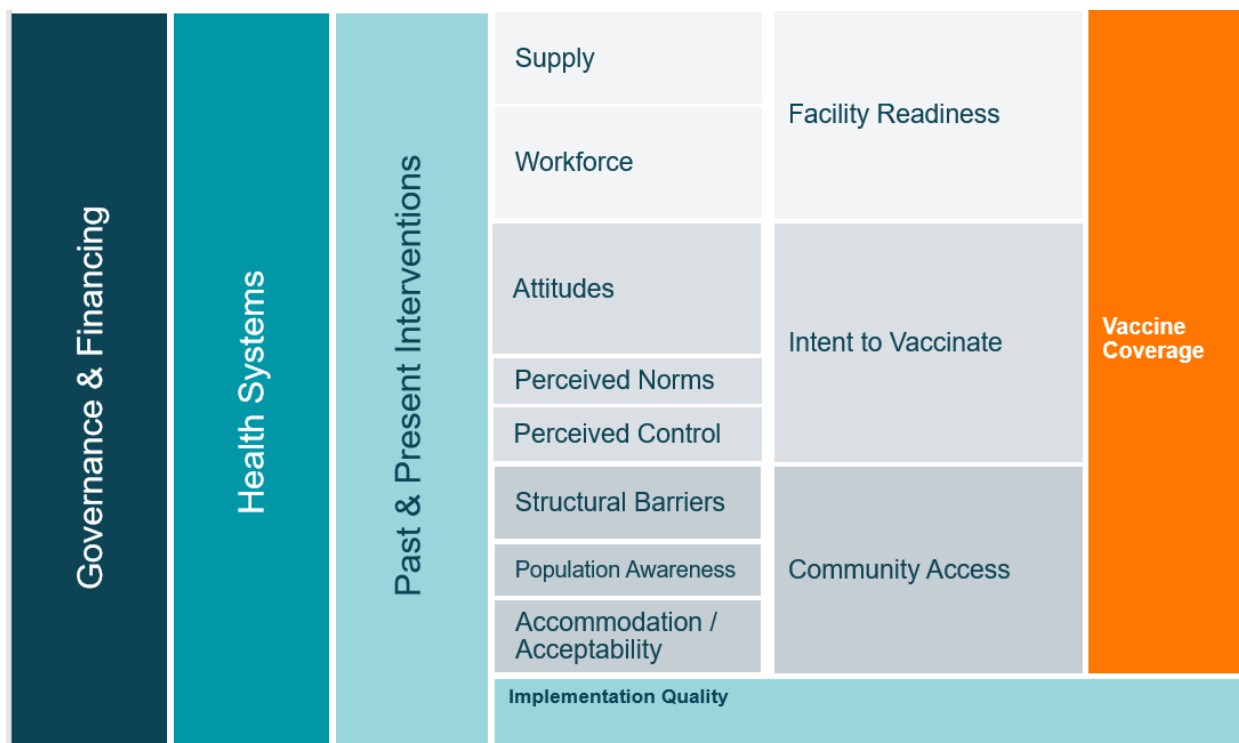 Governance & Financing
Health Systems
Past & Present Interventions
Supply
Workforce
Attitudes
Perceived Norms
Perceived Control
Structural Barriers
Population Awareness
Accommodation /
Acceptability
Facility Readiness
Intent to Vaccinate
Community Access
Vaccine
Coverage
Implementation Quality